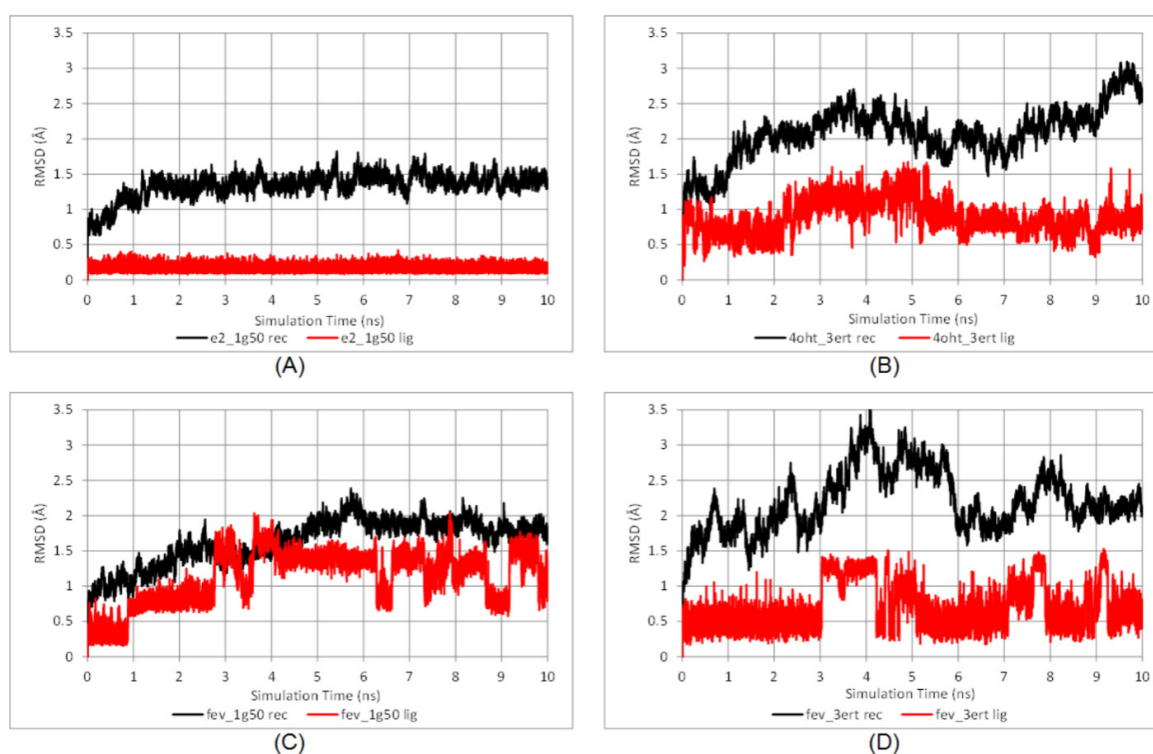 3.5
3
2.5
2
1.5
1
0.5
0
RMSD (Å)
0 1 2 3 4 5 6 7 8 9 10
Simulation Time (ns)
e2_1g50 rec e2_1g50 lig
(A)
3.5
3
2.5
2
1.5
1
0.5
0
RMSD (Å)
0 1 2 3 4 5 6 7 8 9 10
Simulation Time (ns)
4oht_3ert rec 4oht_3ert lig
(B)
3.5
3
2.5
2
1.5
1
0.5
0
RMSD (Å)
0 1 2 3 4 5 6 7 8 9 10
Simulation Time (ns)
fev_1g50 rec fev_1g50 lig
(C)
3.5
3
2.5
2
1.5
1
0.5
0
RMSD (Å)
0 1 2 3 4 5 6 7 8 9 10
Simulation Time (ns)
fev_3ert rec fev_3ert lig
(D)